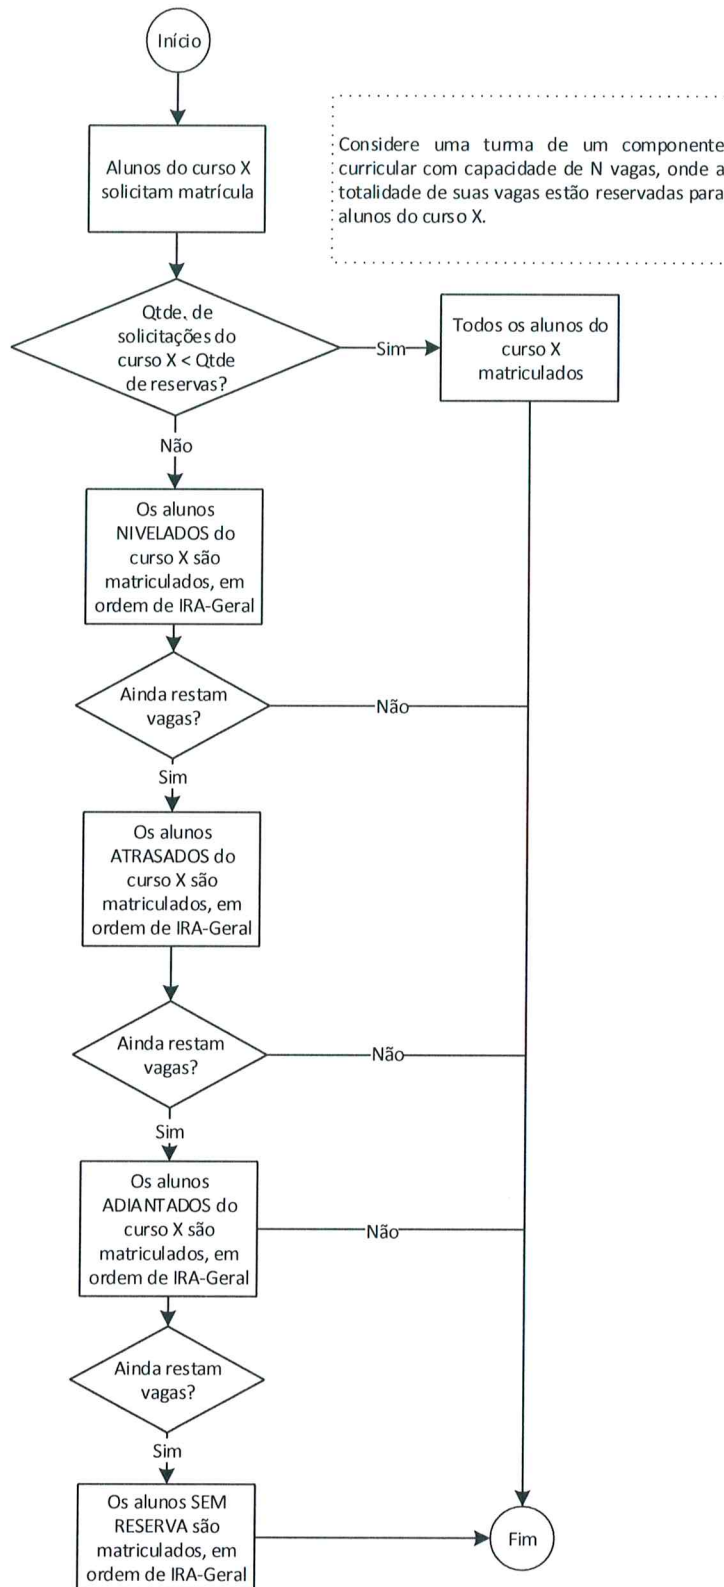 Início
Alunos do curso X
solicitam matrícula
Considere uma turma de um componente
curricular com capacidade de N vagas, onde a
totalidade de suas vagas estão reservadas para
alunos do curso X.
Qtde. de
solicitações do
curso X < Qtde
de reservas?
Sim
Todos os alunos do
curso X
matriculados
Não
Os alunos
NIVELADOS do
curso X são
matriculados, em
ordem de IRA-Geral
Ainda restam
vagas?
Não
Sim
Os alunos
ATRASADOS do
curso X são
matriculados, em
ordem de IRA-Geral
Ainda restam
vagas?
Não
Sim
Os alunos
ADIANTADOS do
curso X são
matriculados, em
ordem de IRA-Geral
Não
Ainda restam
vagas?
Sim
Os alunos SEM
RESERVA são
matriculados, em
ordem de IRA-Geral
Fim